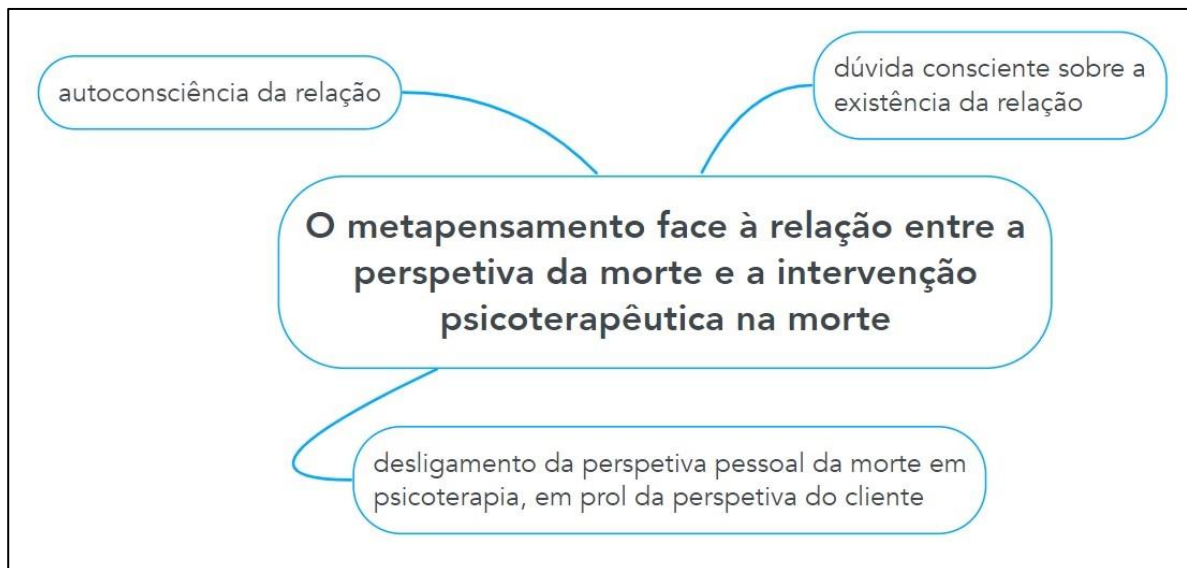 autoconsciência da relação
dúvida consciente sobre a
existência da relação
O metapensamento face à relação entre a
perspetiva da morte e a intervenção
psicoterapêutica na morte
desligamento da perspetiva pessoal da morte em
psicoterapia, em prol da perspetiva do cliente